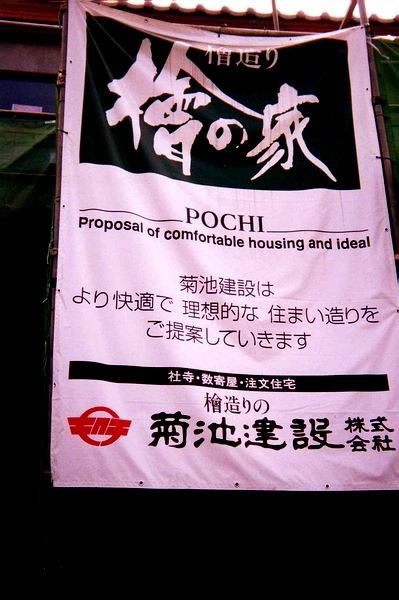 檜造り
檜の家
POCHI
Proposal of comfortable housing and ideal
菊池建設は
より快適で 理想的な 住まい造りを
ご提案していきます
社寺・数寄屋・注文住宅
檜造りの
キクチ
菊池建設 株式会社